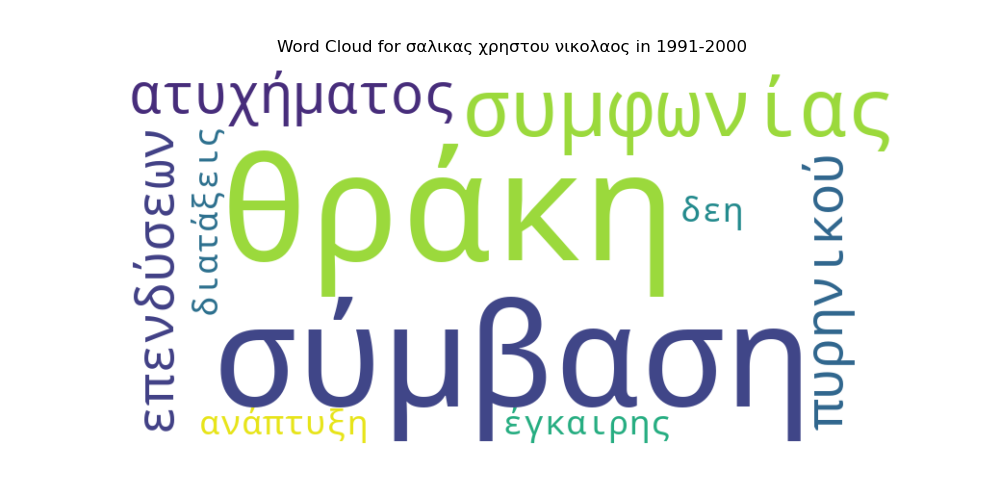 Word Cloud for σαλικας χρηστου νικολαος in 1991-2000
ατυχήματος
συμφωνίας
επενδύσεων
διατάξεις
θράκη
δεη
πυρηνικού
σύμβαση
ανάπτυξη
έγκαιρης